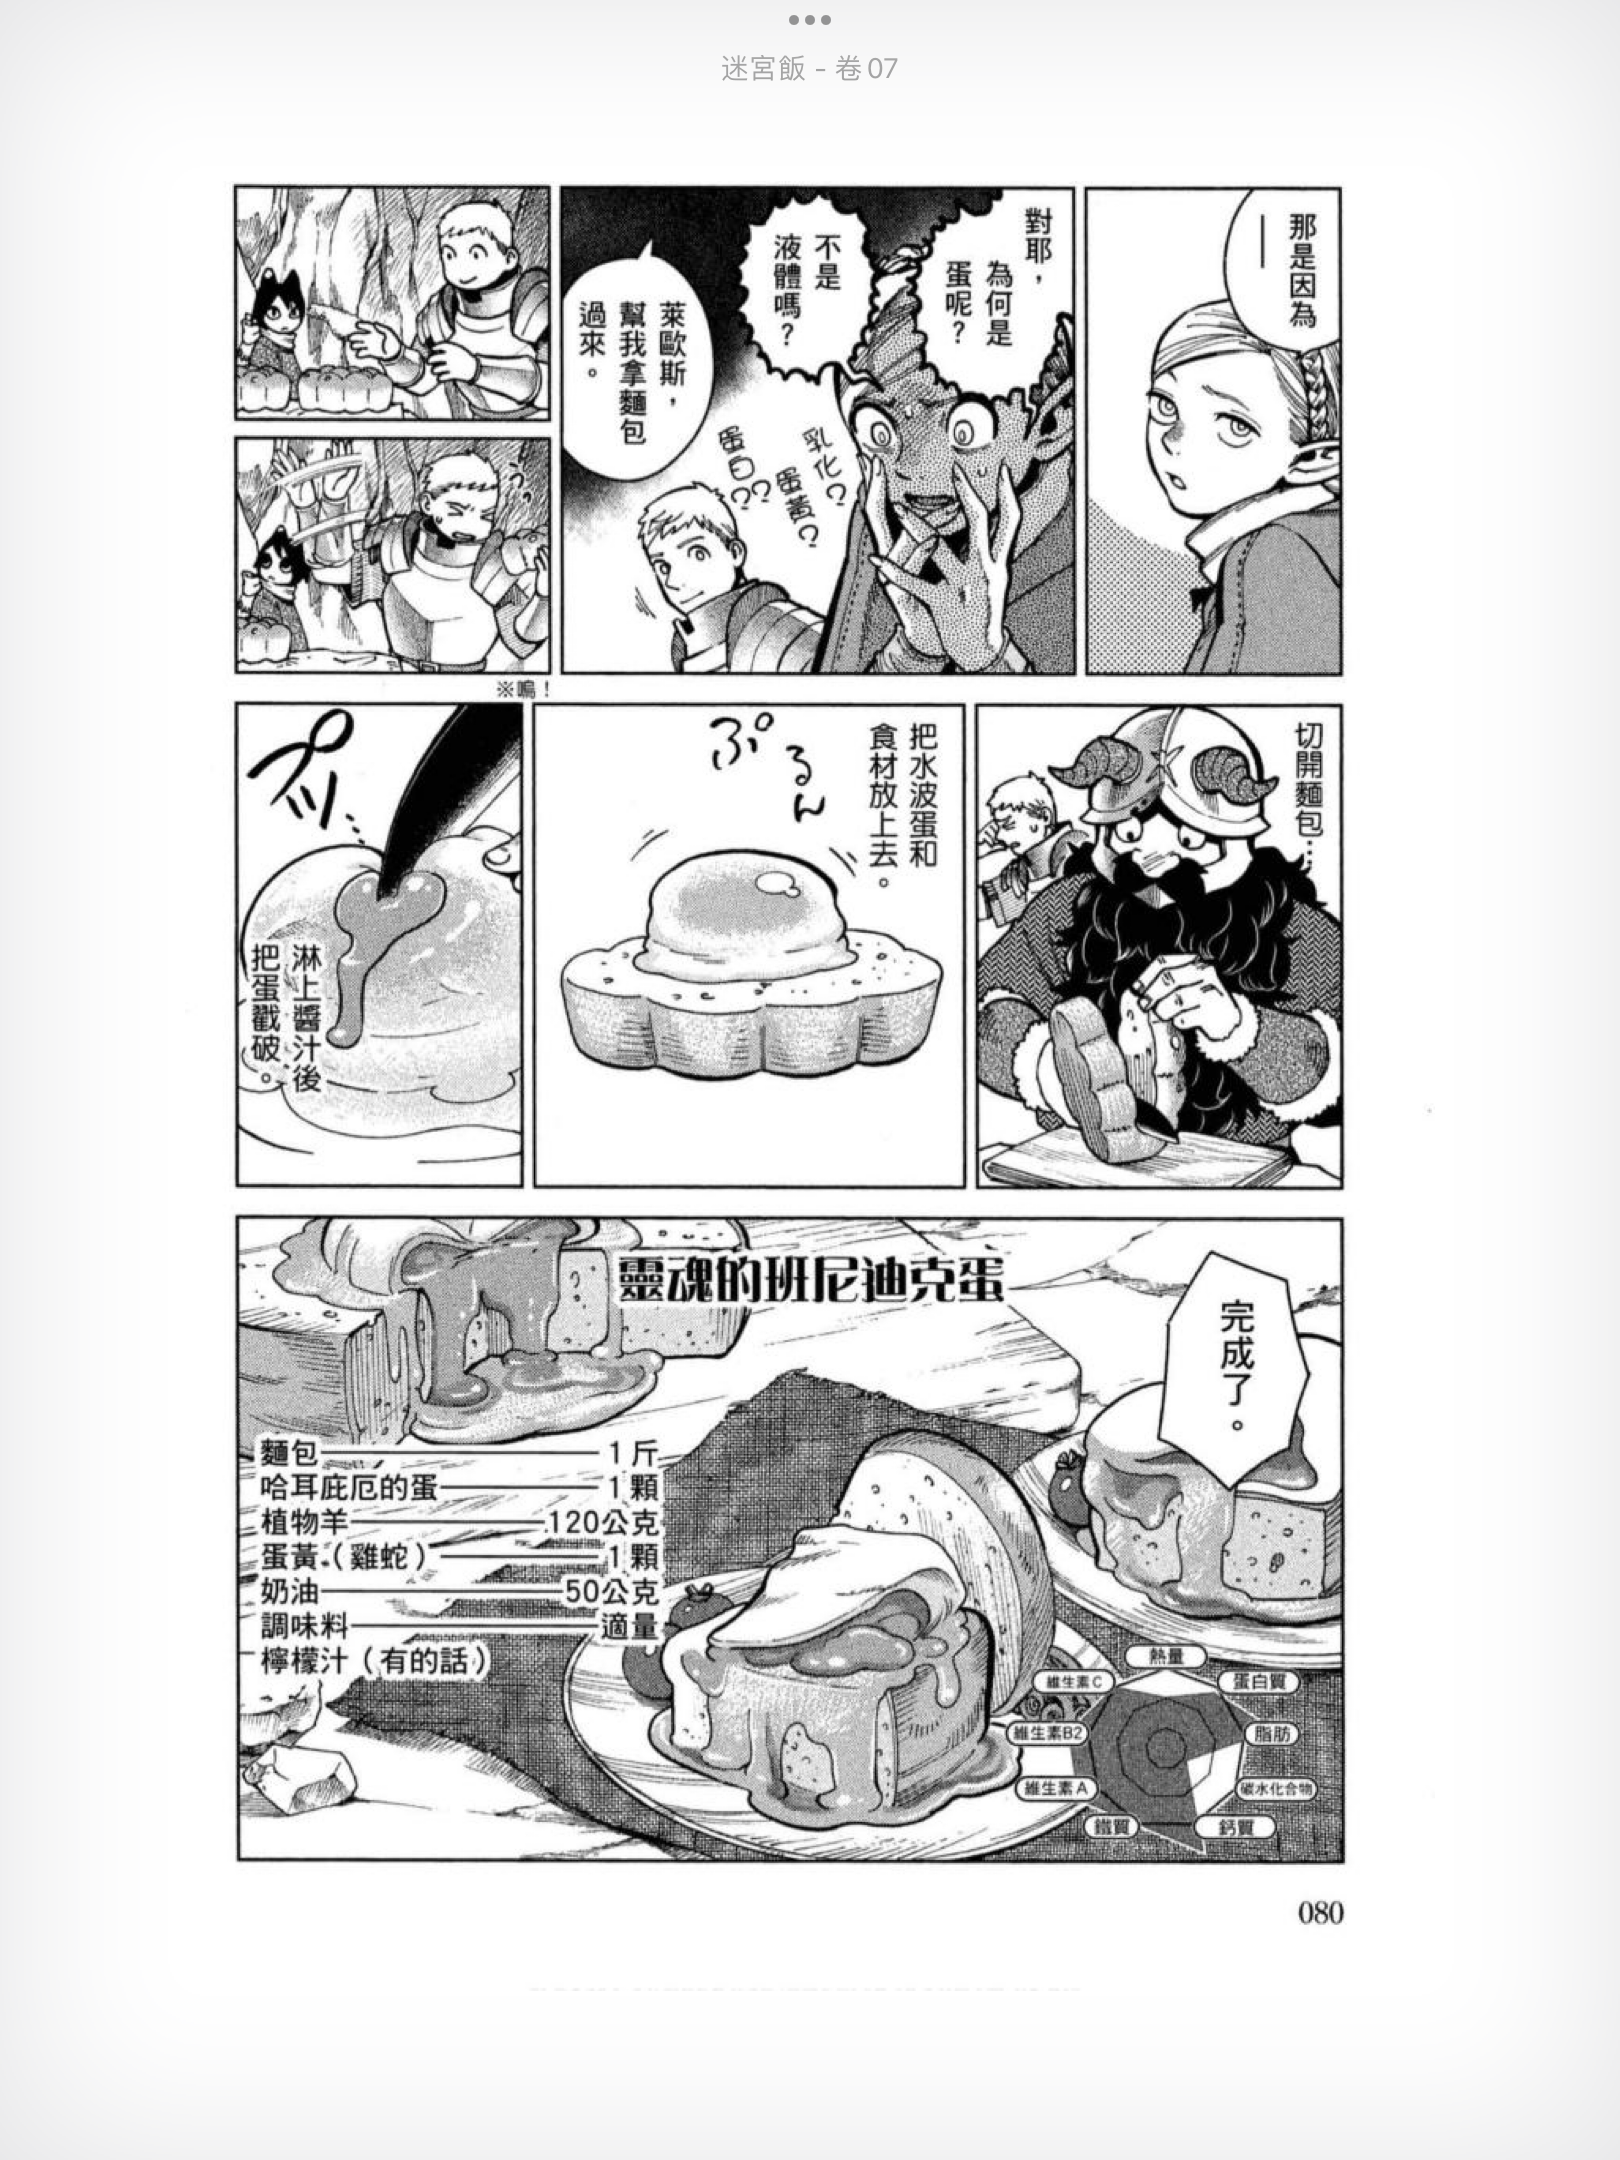 迷宮飯 - 卷07
那是因為
——
對耶，
為何是
蛋呢？
不是
液體嗎？
乳化？
蛋黃？
蛋白？？
萊歐斯，
幫我拿麵包
過來。
※嗚！
切開麵包…
把水波蛋和
食材放上去。
ぷるん
プツ…
淋上醬汁後
把蛋戳破。
完成了。
靈魂的班尼迪克蛋
麵包——1斤
哈耳庇厄的蛋——1顆
植物羊——120公克
蛋黃（雞蛇）——1顆
奶油——50公克
調味料——適量
檸檬汁（有的話）
熱量
蛋白質
脂肪
碳水化合物
鈣質
鐵質
維生素A
維生素B2
維生素C
080